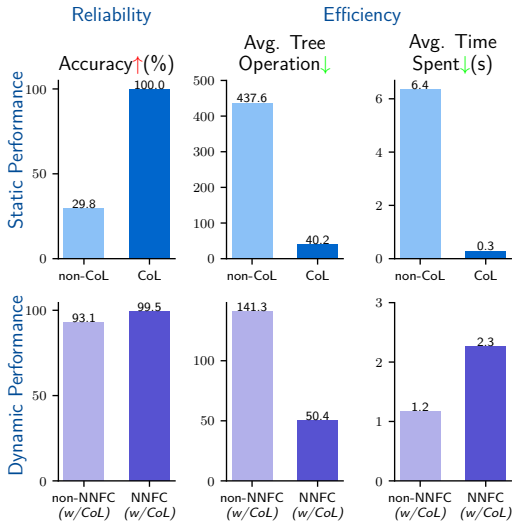 Reliability
Efficiency
Accuracy↑(%)
Avg. Tree
Operation↓
Avg. Time
Spent↓(s)
Static Performance
100
50
0
29.8
100.0
non-CoL
CoL
500
400
300
200
100
0
437.6
40.2
non-CoL
CoL
6
4
2
0
6.4
0.3
non-CoL
CoL
Dynamic Performance
100
50
0
93.1
99.5
non-NNFC
(w/CoL)
NNFC
(w/CoL)
100
50
0
141.3
50.4
non-NNFC
(w/CoL)
NNFC
(w/CoL)
3
2
1
0
1.2
2.3
non-NNFC
(w/CoL)
NNFC
(w/CoL)